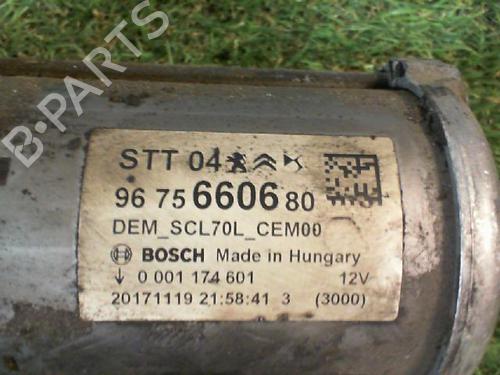 B-PARTS
STT 04
96 75 6606 80
DEM_SCL70L_CEM00
BOSCH Made in Hungary
↓ 0 001 174 601 12V
20171119 21:58:41 3 (3000)